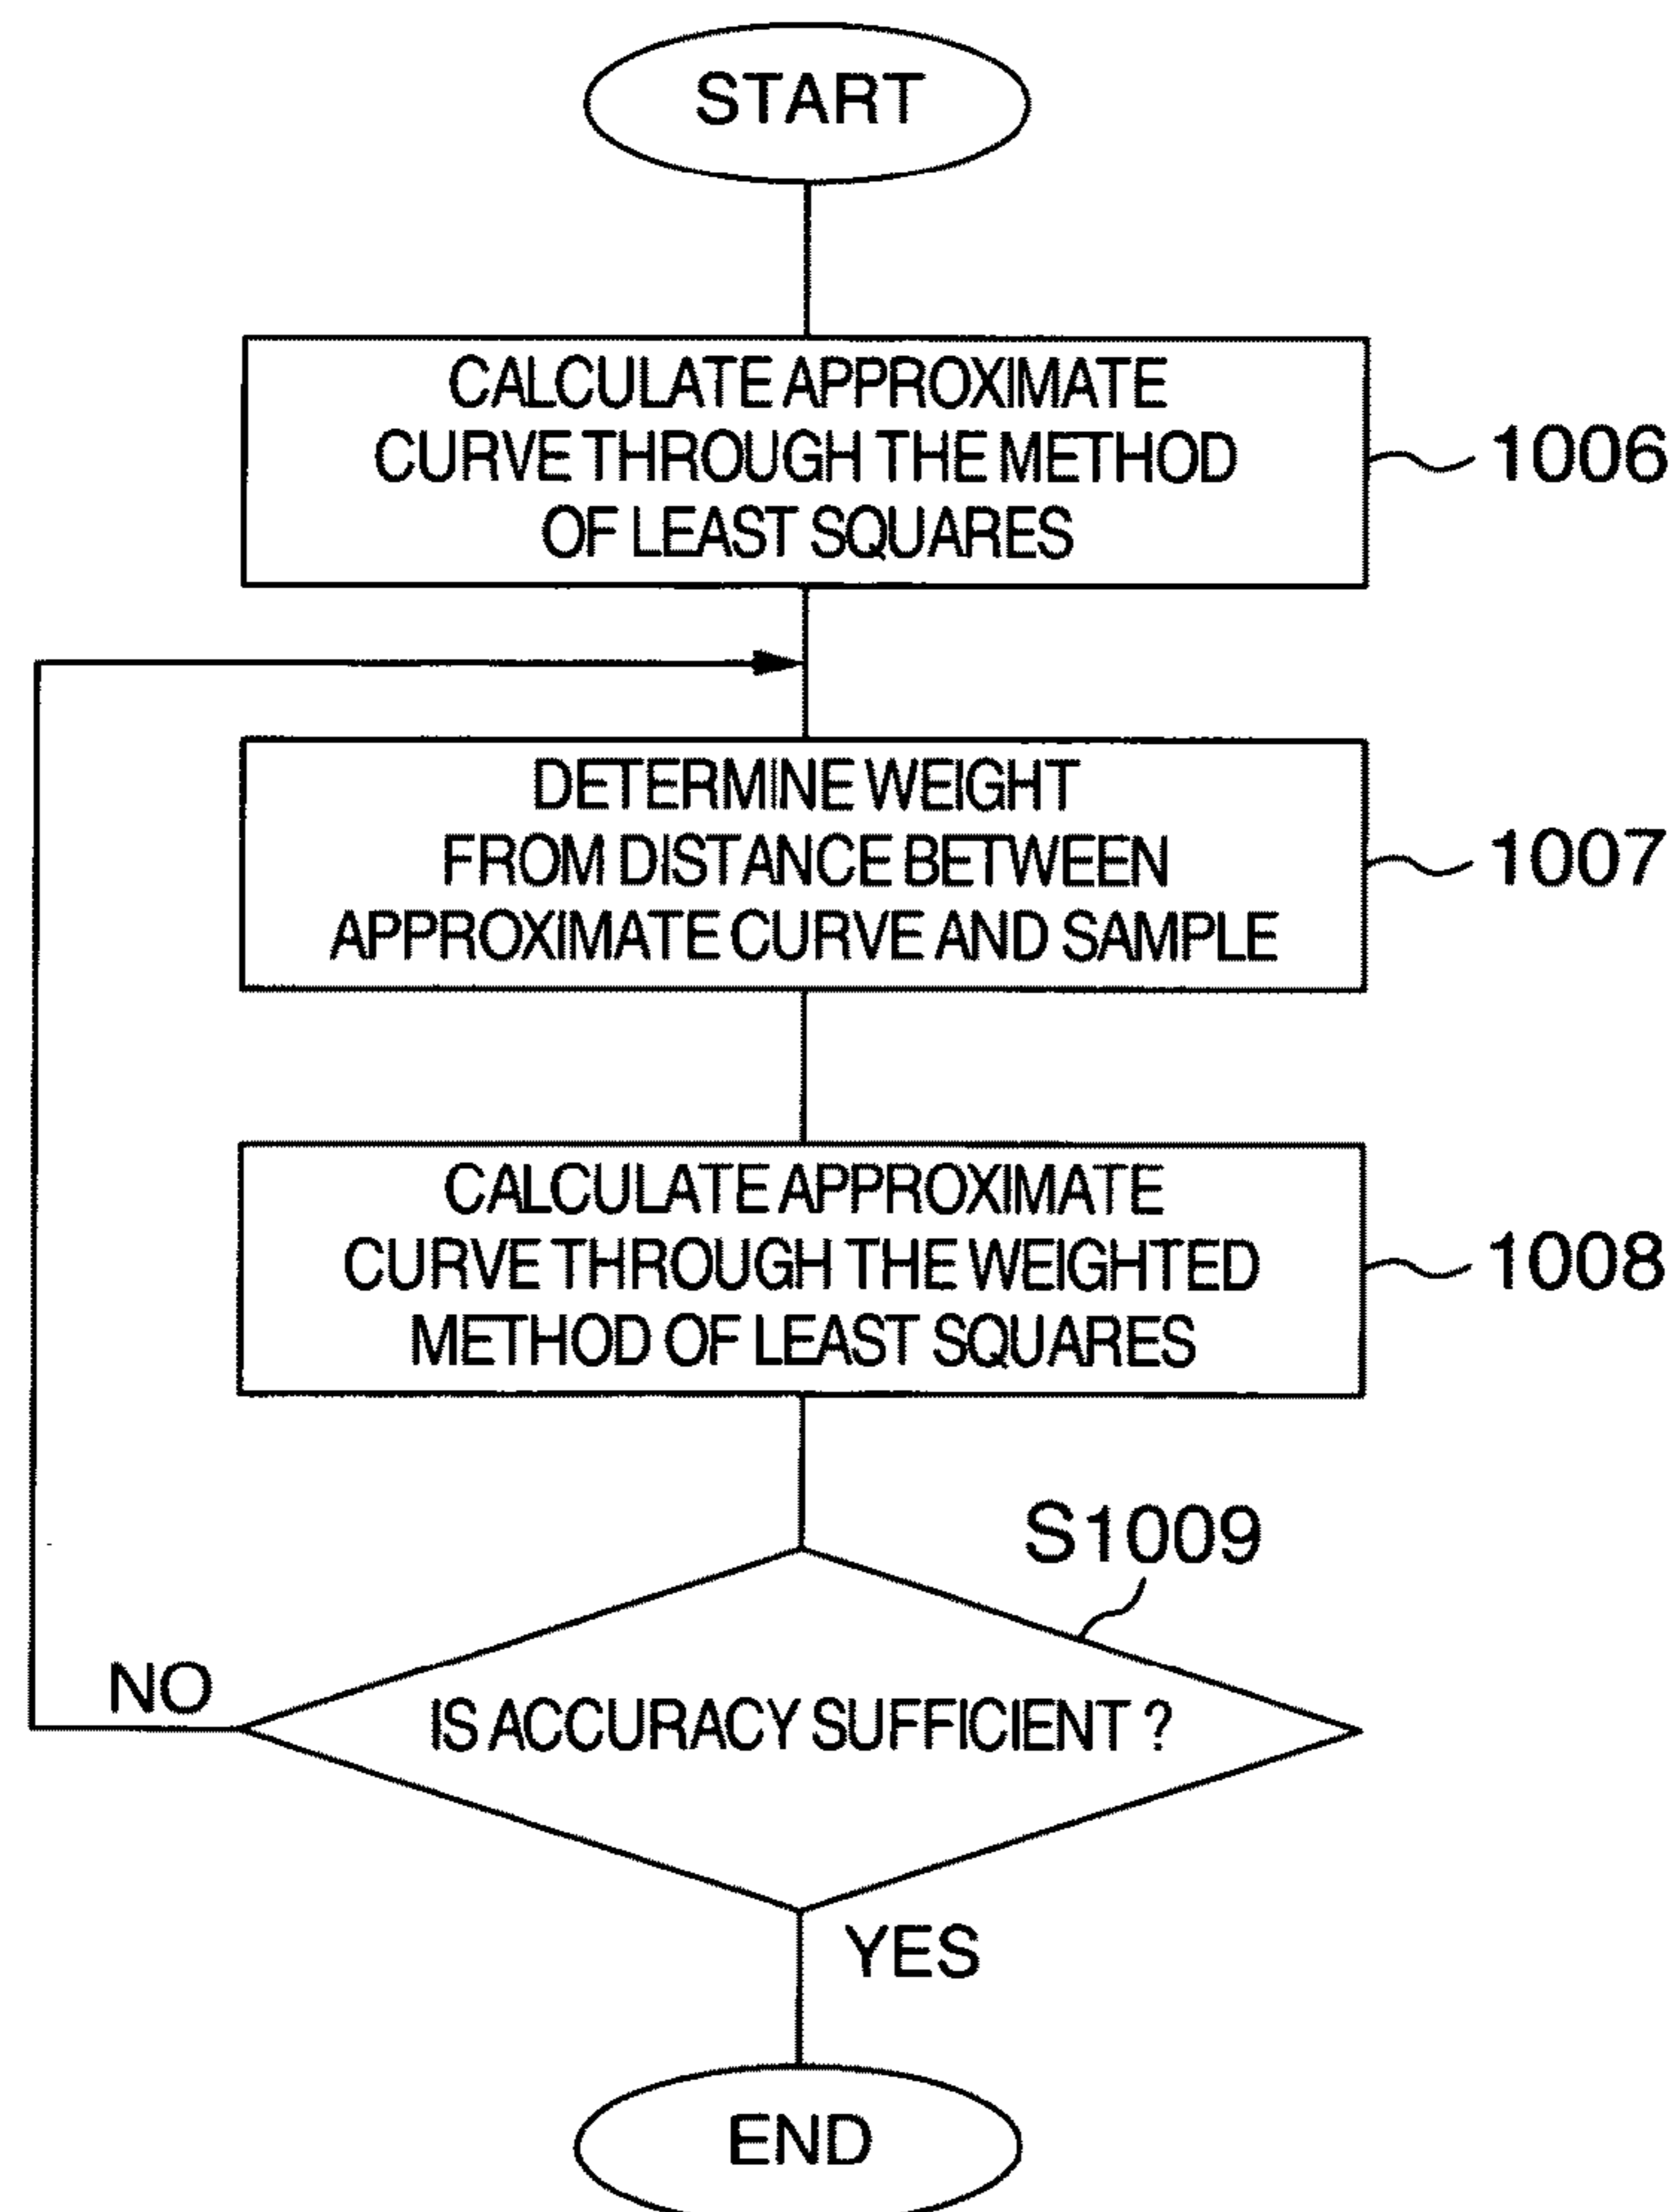 START
CALCULATE APPROXIMATE
CURVE THROUGH THE METHOD
OF LEAST SQUARES
1006
DETERMINE WEIGHT
FROM DISTANCE BETWEEN
APPROXIMATE CURVE AND SAMPLE
1007
CALCULATE APPROXIMATE
CURVE THROUGH THE WEIGHTED
METHOD OF LEAST SQUARES
1008
S1009
NO
IS ACCURACY SUFFICIENT ?
YES
END